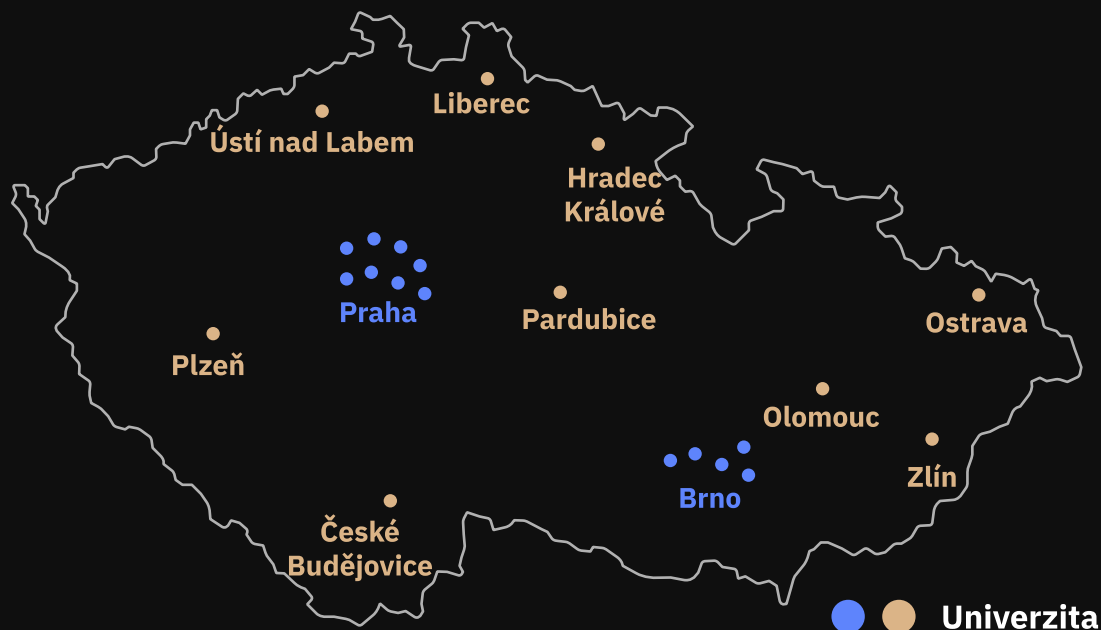 Liberec
Ústí nad Labem
Hradec
Králové
Praha
Pardubice
Ostrava
Plzeň
Olomouc
Zlín
Brno
České
Budějovice
Univerzita